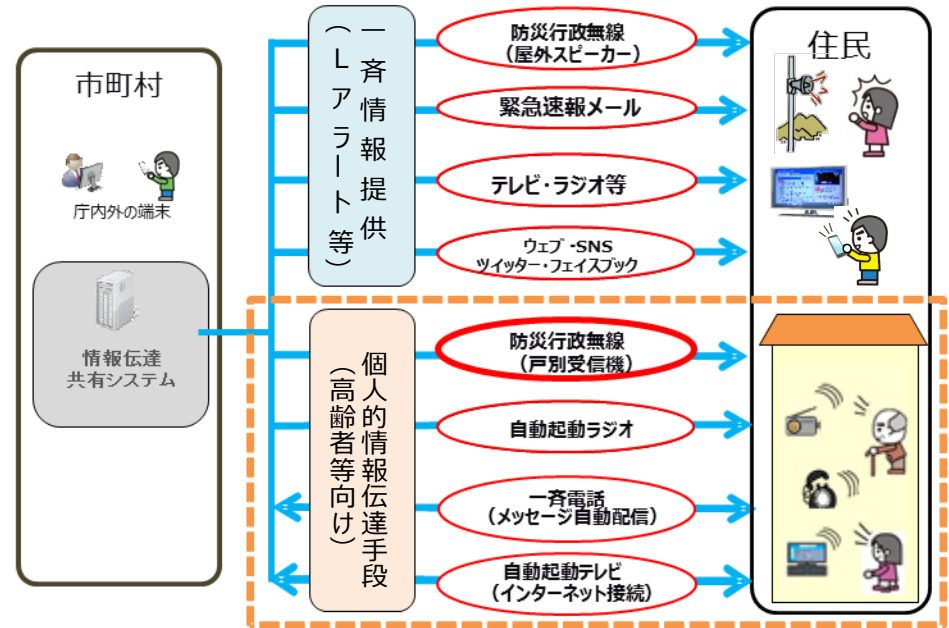 市町村
庁内外の端末
情報伝達
共有システム
一斉情報提供
（Ｌアラート等）
防災行政無線
（屋外スピーカー）
緊急速報メール
テレビ・ラジオ等
ウェブ・SNS
ツイッター・フェイスブック
個人的情報伝達手段
（高齢者等向け）
防災行政無線
（戸別受信機）
自動起動ラジオ
一斉電話
（メッセージ自動配信）
自動起動テレビ
（インターネット接続）
住民